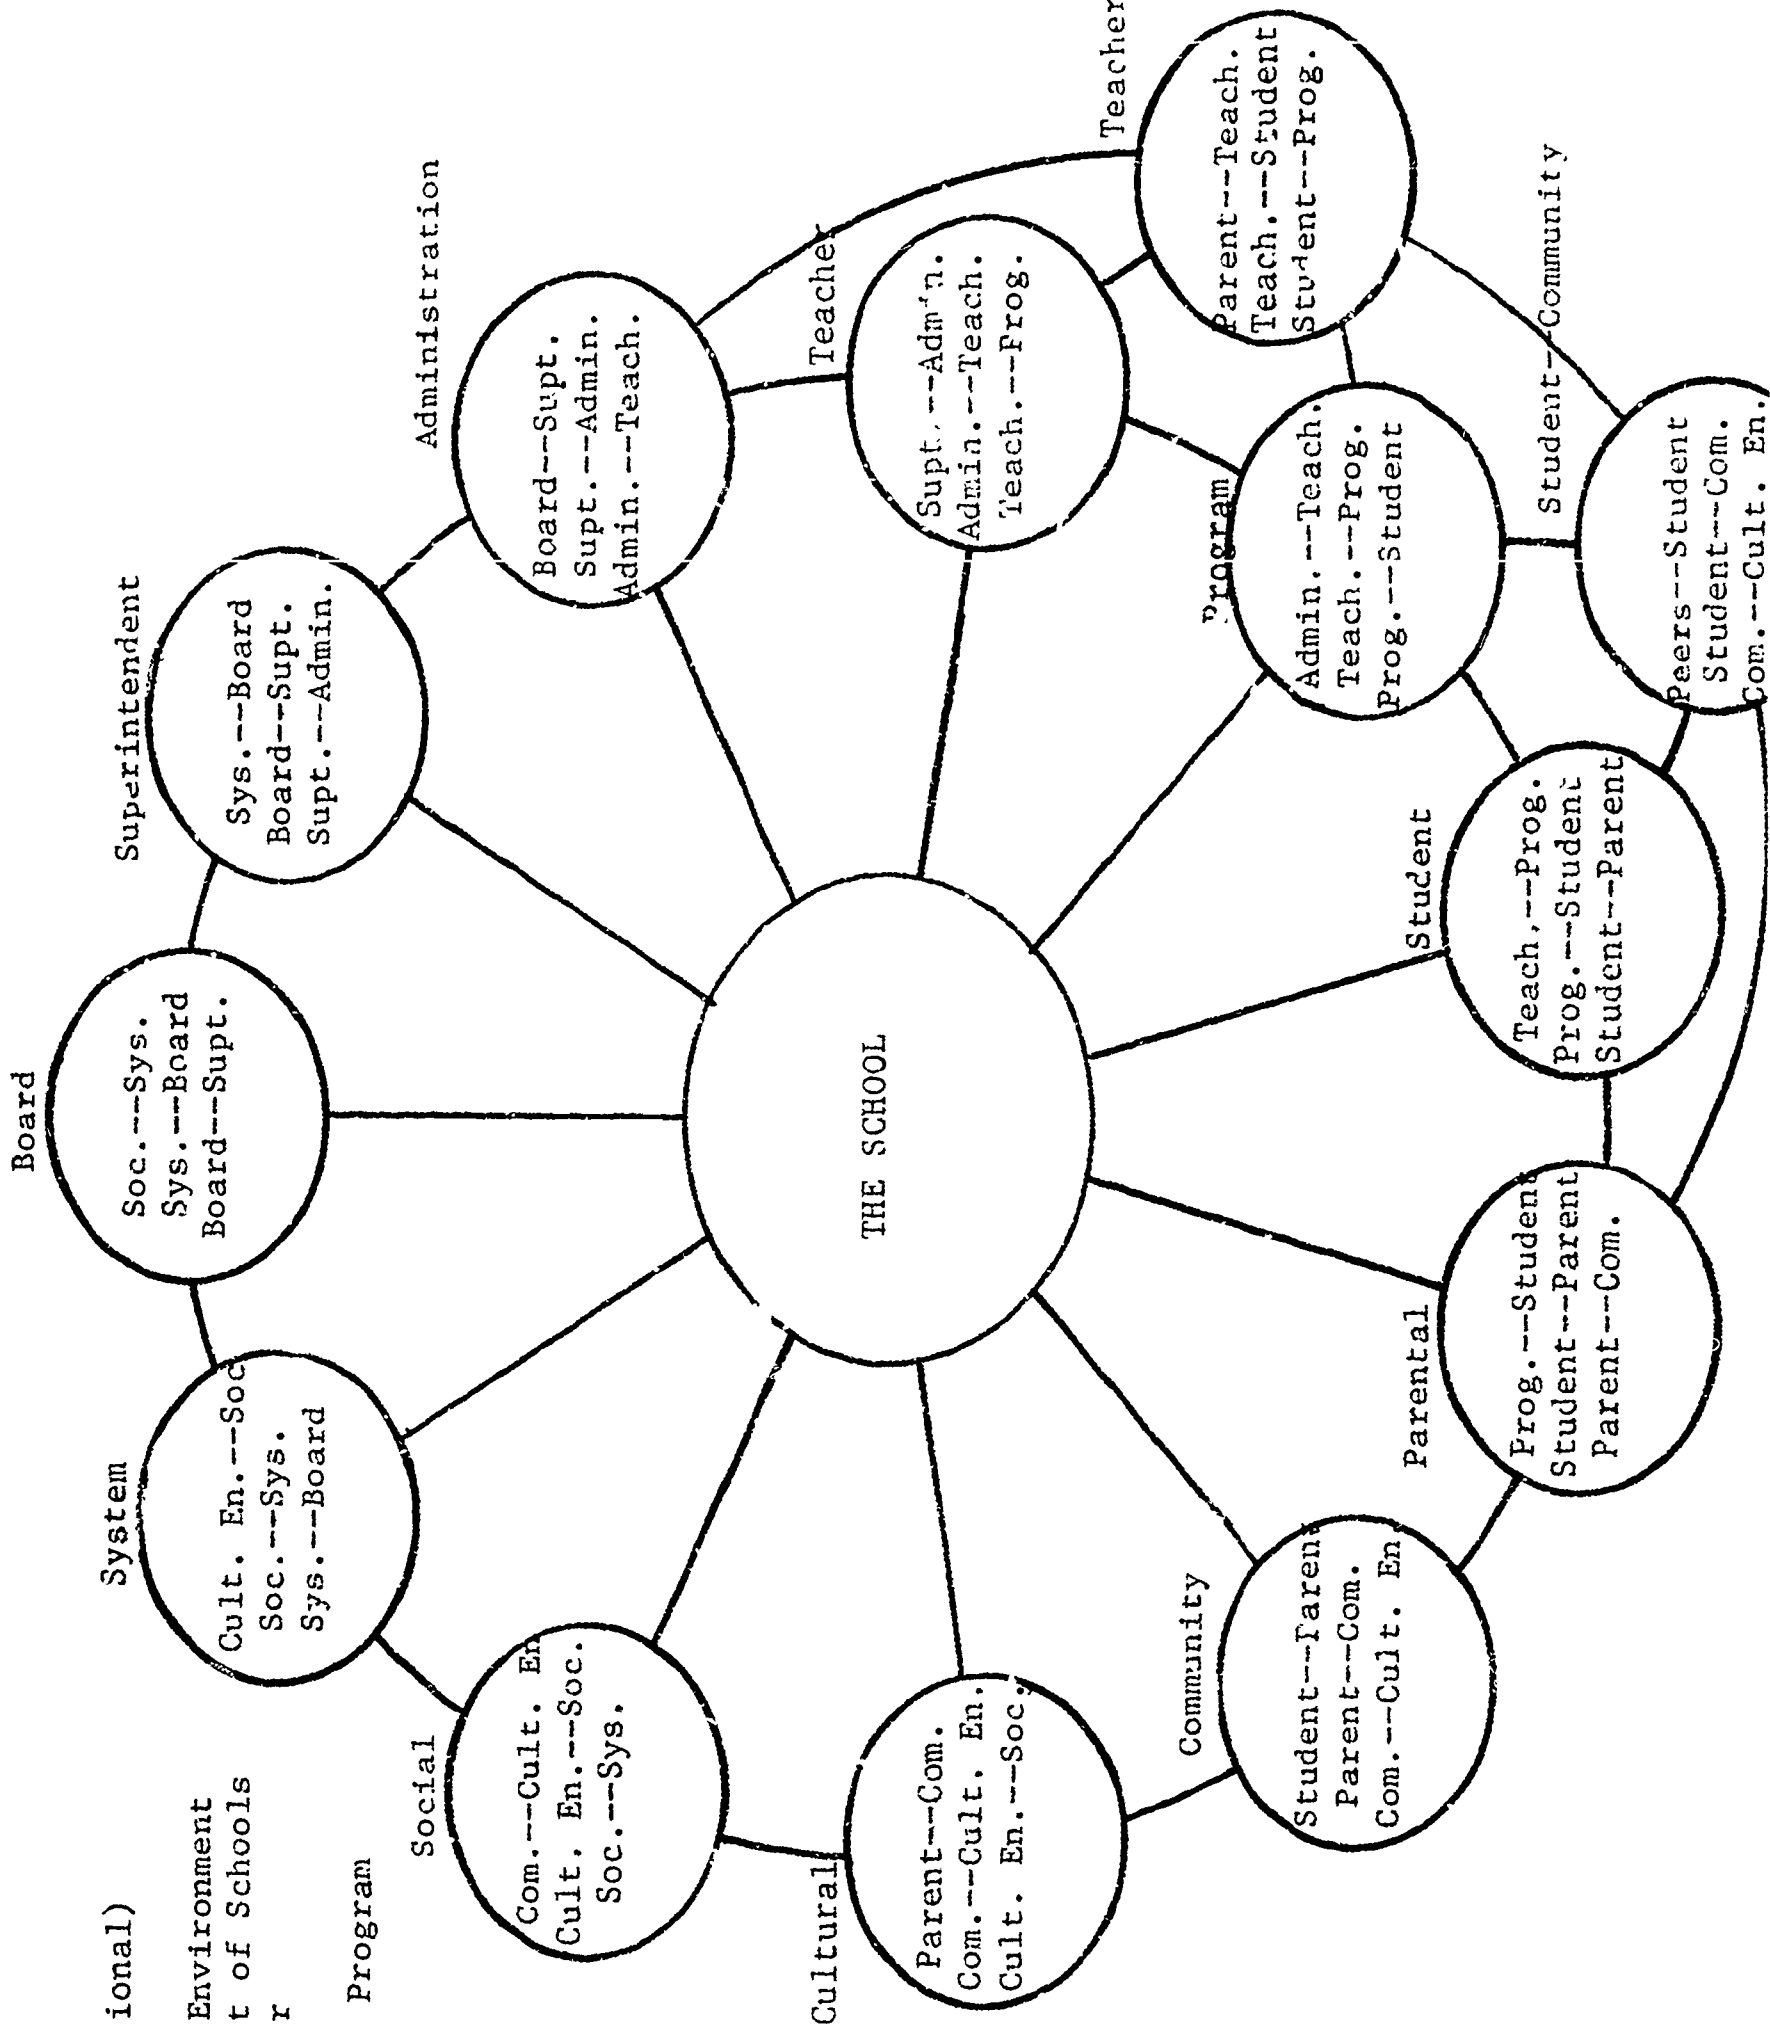 ional)
Environment
t of Schools
r
Program
Board
Soc.--Sys.
Sys.--Board
Board--Supt.
System
Cult. En.--Soc
Soc.--Sys.
Sys.--Board
Superintendent
Sys.--Board
Board--Supt.
Supt.--Admin.
Social
Com.--Cult. En
Cult. En.--Soc.
Soc.--Sys.
Administration
Board--Supt.
Supt.--Admin.
Admin.--Teach.
Cultural
Parent--Com.
Com.--Cult. En.
Cult. En.--Soc.
THE SCHOOL
Teacher
Supt.--Adm'n.
Admin.--Teach.
Teach.--Prog.
Teacher
Parent--Teach.
Teach.--Student
Student--Prog.
Community
Student--Paren
Parent--Com.
Com.--Cult. En
Program
Admin.--Teach.
Teach.--Prog.
Prog.--Student
Parental
Prog.--Student
Student--Parent
Parent--Com.
Student
Teach.--Prog.
Prog.--Student
Student--Parent
Student--Community
Peers--Student
Student--Com.
Com.--Cult. En.